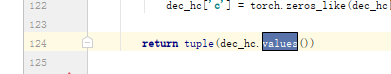 122 dec_hc['c'] = torch.zeros_like(dec_hc
123
124 return tuple(dec_hc.values())
125